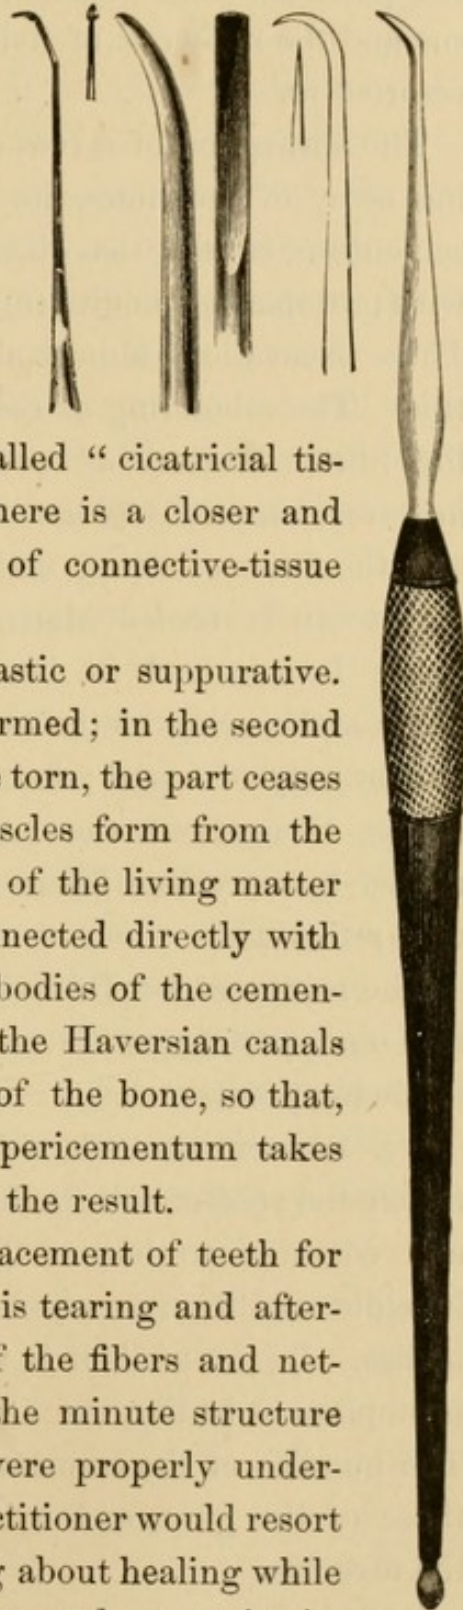 alled “ cicatricial tis-
here is a closer and
of connective-tissue
astic or suppurative.
rmed; in the second
torn, the part ceases
scles form from the
of the living matter
nected directly with
bodies of the cemen-
the Haversian canals
of the bone, so that,
pericementum takes
the result.
acement of teeth for
is tearing and after-
f the fibers and net-
he minute structure
vere properly under-
ctitioner would resort
g about healing while